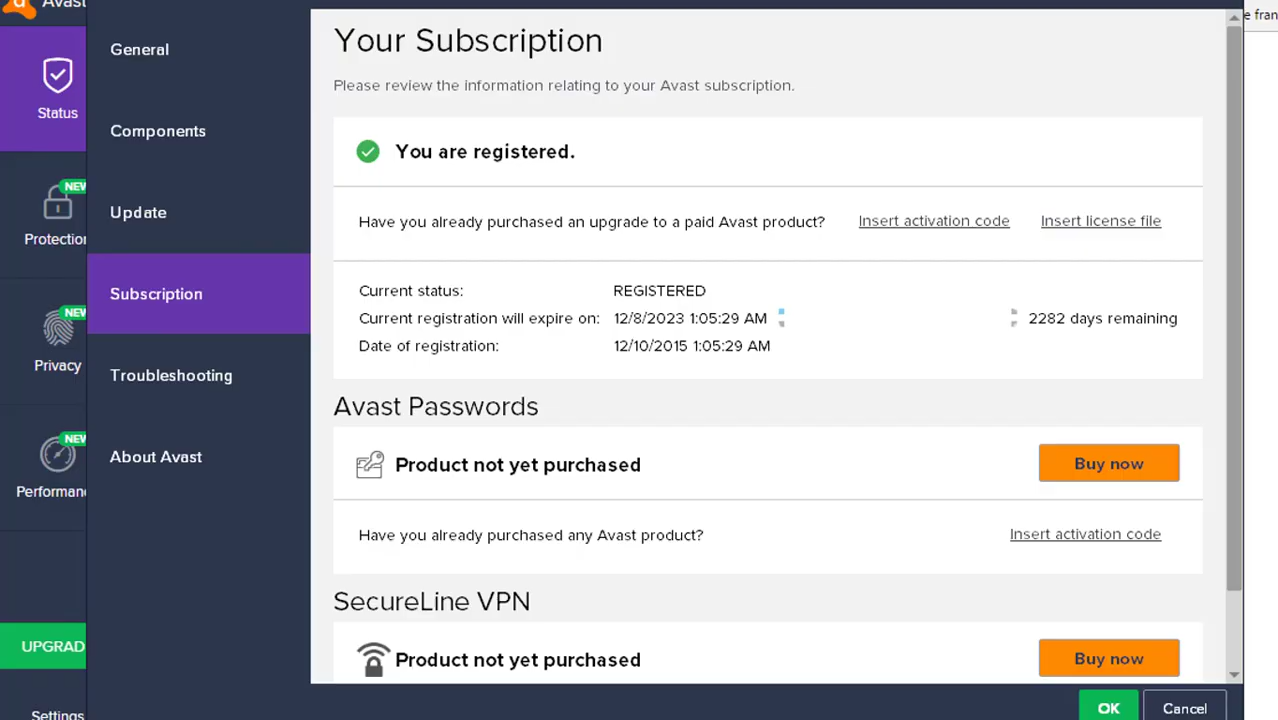 Avast
e fran
General
Components
Update
Subscription
Troubleshooting
About Avast
Status
NEW
Protection
NEW
Privacy
NEW
Performan
UPGRAD
Settings
Your Subscription
Please review the information relating to your Avast subscription.
You are registered.
Have you already purchased an upgrade to a paid Avast product? Insert activation code Insert license file
Current status: REGISTERED
Current registration will expire on: 12/8/2023 1:05:29 AM 2282 days remaining
Date of registration: 12/10/2015 1:05:29 AM
Avast Passwords
Product not yet purchased Buy now
Have you already purchased any Avast product? Insert activation code
SecureLine VPN
Product not yet purchased Buy now
OK Cancel